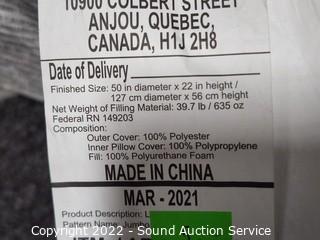 10900 COLBERT STREET
ANJOU, QUEBEC,
CANADA, H1J 2H8
Date of Delivery
Finished Size: 50 in diameter x 22 in height /
127 cm diameter x 56 cm height
Net Weight of Filling Material: 39.7 lb / 635 oz
Federal RN 149203
Composition:
Outer Cover: 100% Polyester
Inner Pillow Cover: 100% Polypropylene
Fill: 100% Polyurethane Foam
MADE IN CHINA
MAR - 2021
Product Description: L
Pattern Name: Jumbo
Copyright 2022 - Sound Auction Service